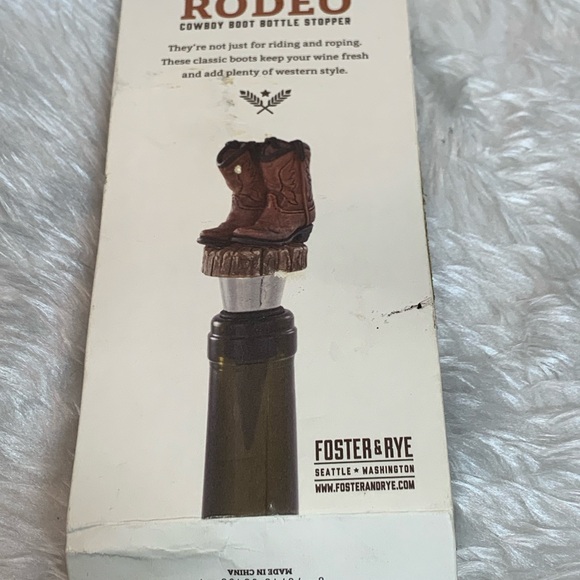 RODEO
COWBOY BOOT BOTTLE STOPPER
They're not just for riding and roping.
These classic boots keep your wine fresh
and add plenty of western style.
FOSTER & RYE
SEATTLE ★ WASHINGTON
WWW.FOSTERANDRYE.COM
MADE IN CHINA